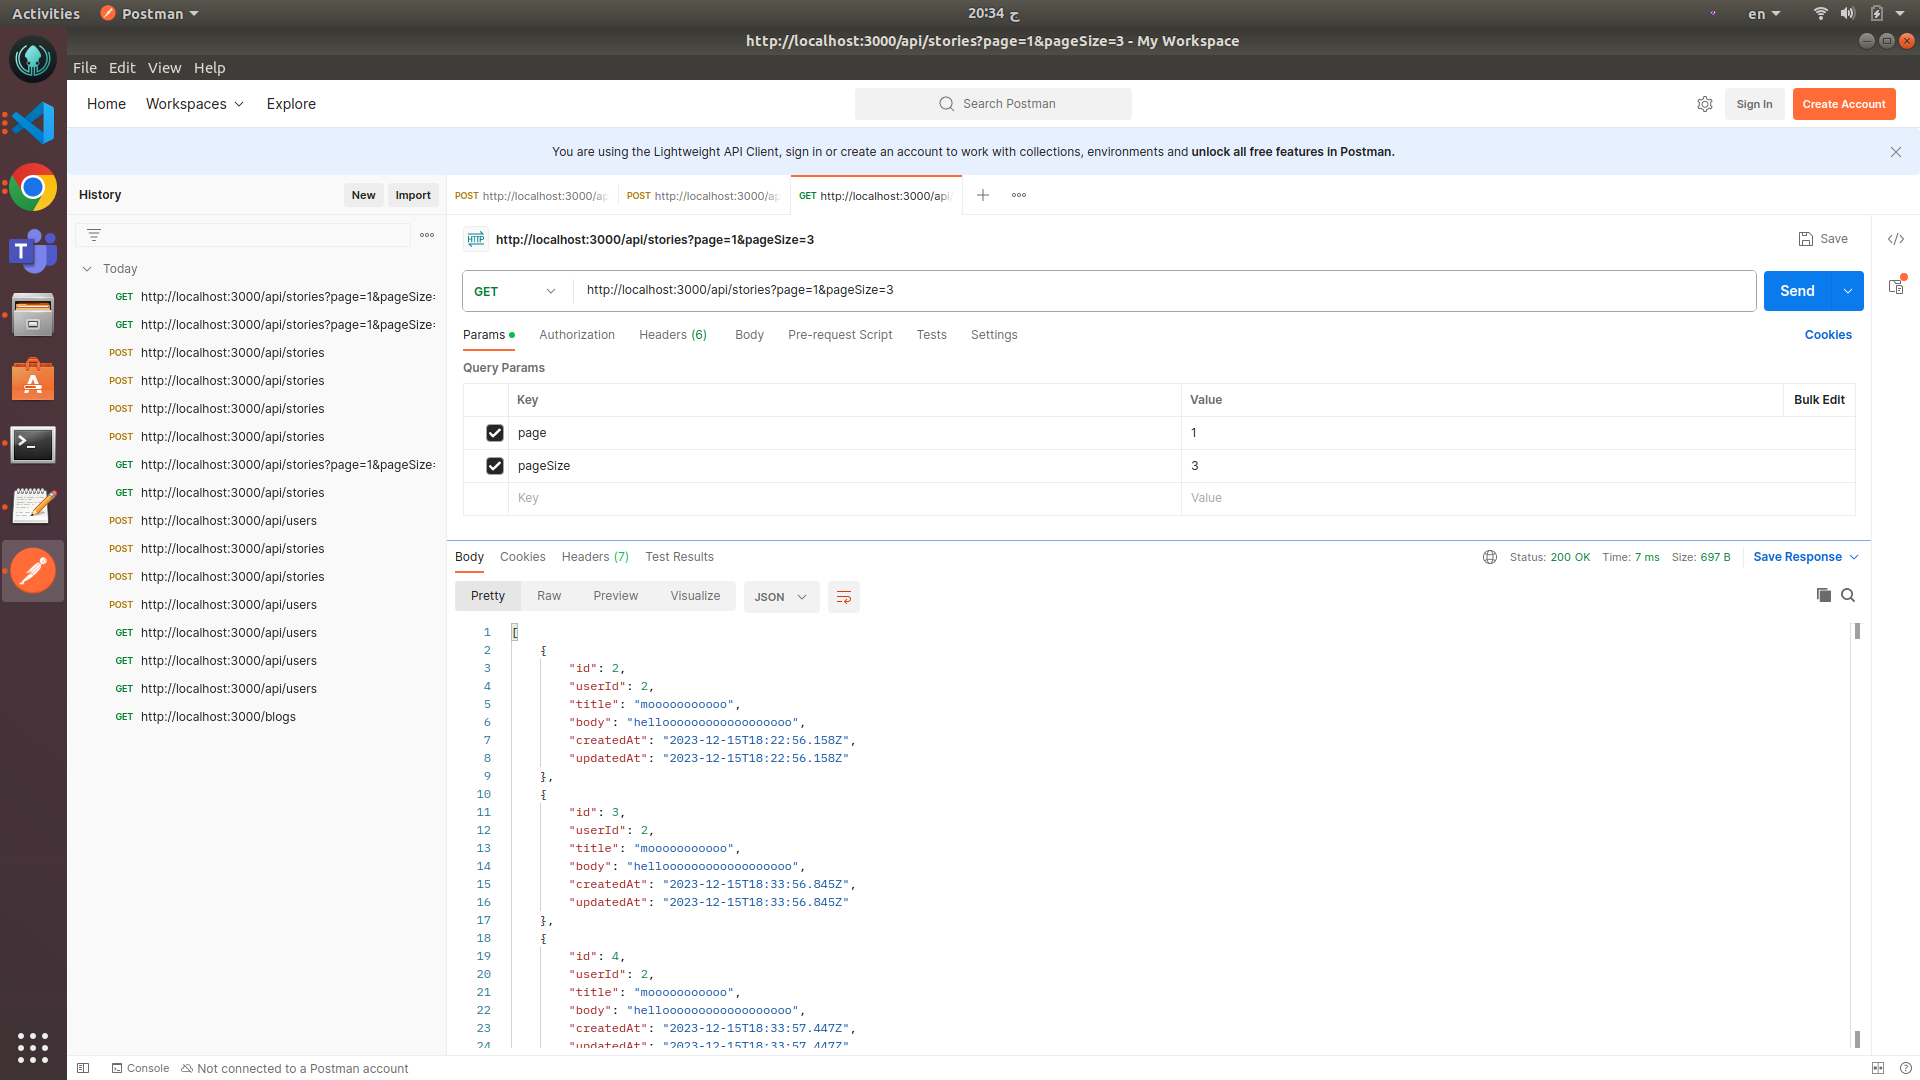 Activities
Postman
20:34 ح
en
http://localhost:3000/api/stories?page=1&pageSize=3 - My Workspace
File Edit View Help
Home Workspaces Explore
Search Postman
Sign In
Create Account
You are using the Lightweight API Client, sign in or create an account to work with collections, environments and unlock all free features in Postman.
History
New
Import
POST http://localhost:3000/ap
POST http://localhost:3000/ap
GET http://localhost:3000/api
Today
GET http://localhost:3000/api/stories?page=1&pageSize=
GET http://localhost:3000/api/stories?page=1&pageSize=
POST http://localhost:3000/api/stories
POST http://localhost:3000/api/stories
POST http://localhost:3000/api/stories
POST http://localhost:3000/api/stories
GET http://localhost:3000/api/stories?page=1&pageSize=
GET http://localhost:3000/api/stories
POST http://localhost:3000/api/users
POST http://localhost:3000/api/stories
POST http://localhost:3000/api/stories
POST http://localhost:3000/api/users
GET http://localhost:3000/api/users
GET http://localhost:3000/api/users
GET http://localhost:3000/api/users
GET http://localhost:3000/blogs
HTTP http://localhost:3000/api/stories?page=1&pageSize=3
Save
GET http://localhost:3000/api/stories?page=1&pageSize=3
Send
Params Authorization Headers (6) Body Pre-request Script Tests Settings
Cookies
Query Params
Key Value Bulk Edit
page 1
pageSize 3
Key Value
Body Cookies Headers (7) Test Results
Status: 200 OK Time: 7 ms Size: 697 B
Save Response
Pretty Raw Preview Visualize JSON
1 [
2 {
3 "id": 2,
4 "userId": 2,
5 "title": "moooooooooooo",
6 "body": "helloooooooooooooooooo",
7 "createdAt": "2023-12-15T18:22:56.158Z",
8 "updatedAt": "2023-12-15T18:22:56.158Z"
9 },
10 {
11 "id": 3,
12 "userId": 2,
13 "title": "moooooooooooo",
14 "body": "helloooooooooooooooooo",
15 "createdAt": "2023-12-15T18:33:56.845Z",
16 "updatedAt": "2023-12-15T18:33:56.845Z"
17 },
18 {
19 "id": 4,
20 "userId": 2,
21 "title": "moooooooooooo",
22 "body": "helloooooooooooooooooo",
23 "createdAt": "2023-12-15T18:33:57.447Z",
24 "updatedAt": "2023-12-15T18:33:57.447Z"
Console
Not connected to a Postman account